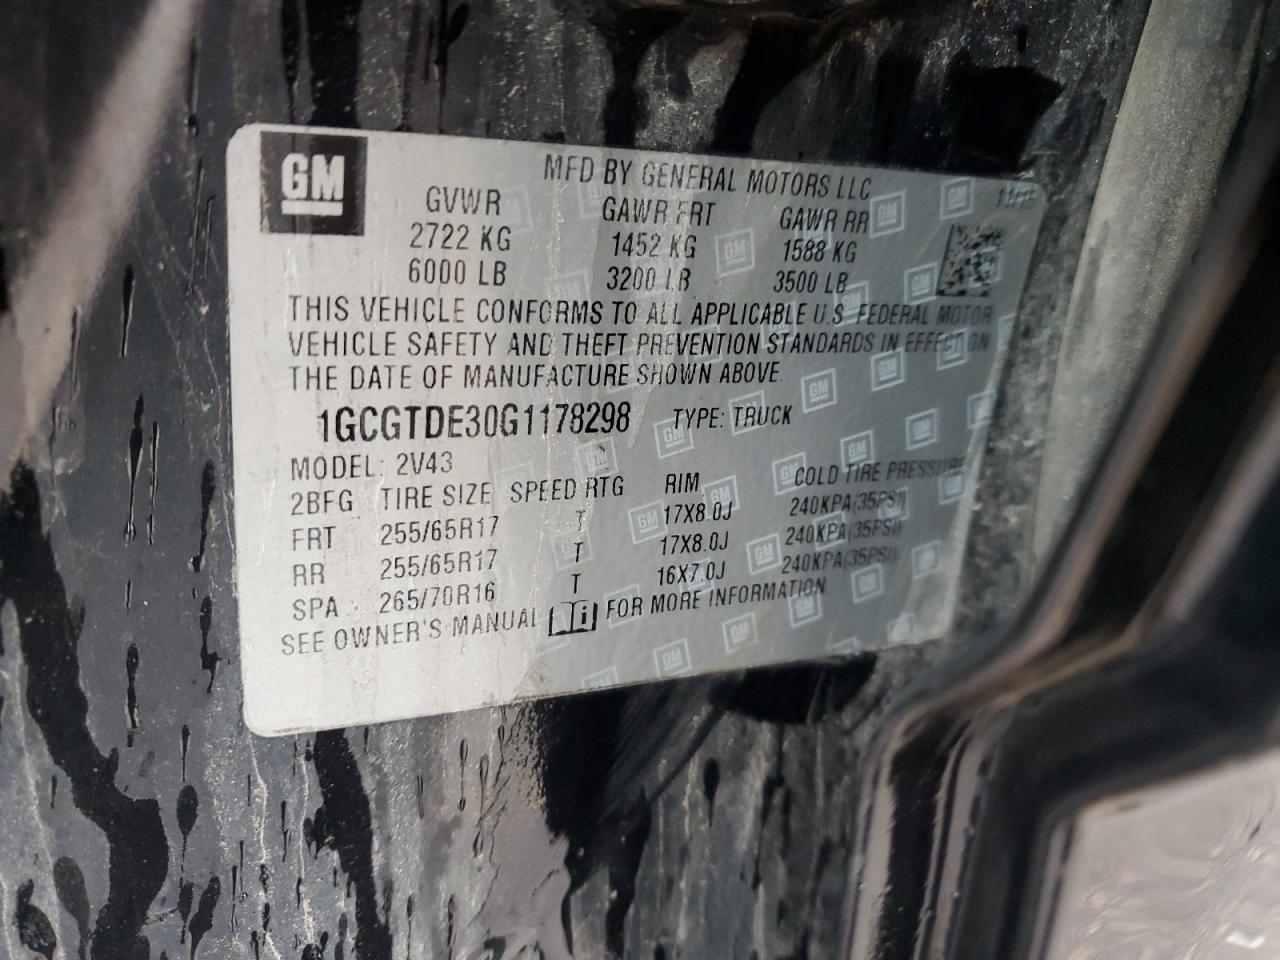 GM
MFD BY GENERAL MOTORS LLC
GVWR GAWR FRT GAWR RR
2722 KG 1452 KG 1588 KG
6000 LB 3200 LB 3500 LB
THIS VEHICLE CONFORMS TO ALL APPLICABLE U.S FEDERAL MOTOR
VEHICLE SAFETY AND THEFT PREVENTION STANDARDS IN EFFECT ON
THE DATE OF MANUFACTURE SHOWN ABOVE.
1GCGTDE30G1178298 TYPE: TRUCK
MODEL: 2V43
2BFG TIRE SIZE SPEED RTG RIM COLD TIRE PRESSURE
FRT 255/65R17 T 17X8.0J 240KPA(35PSI)
RR 255/65R17 T 17X8.0J 240KPA(35PSI)
SPA 265/70R16 T 16X7.0J 240KPA(35PSI)
SEE OWNER'S MANUAL FOR MORE INFORMATION